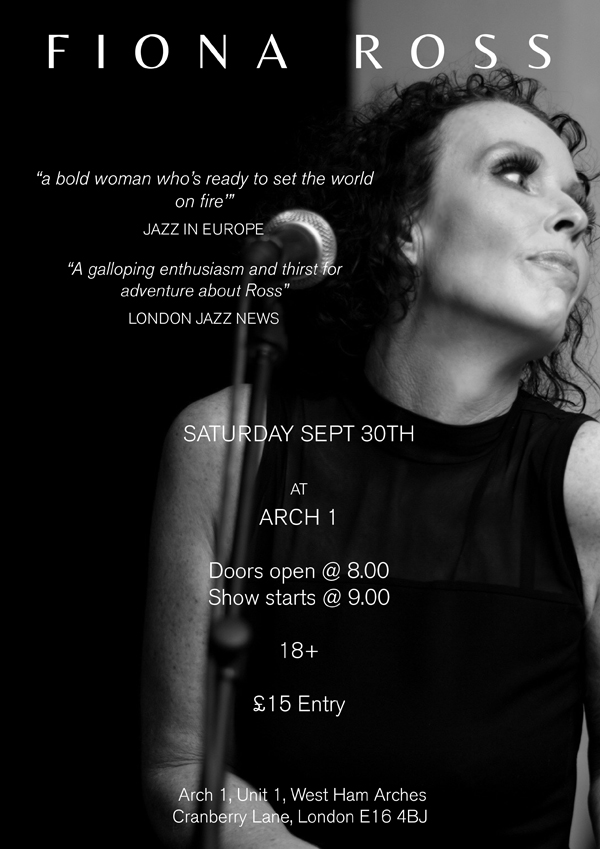 FIONA ROSS
“a bold woman who’s ready to set the world
on fire’”
JAZZ IN EUROPE
“A galloping enthusiasm and thirst for
adventure about Ross”
LONDON JAZZ NEWS
SATURDAY SEPT 30TH
AT
ARCH 1
Doors open @ 8.00
Show starts @ 9.00
18+
£15 Entry
Arch 1, Unit 1, West Ham Arches
Cranberry Lane, London E16 4BJ